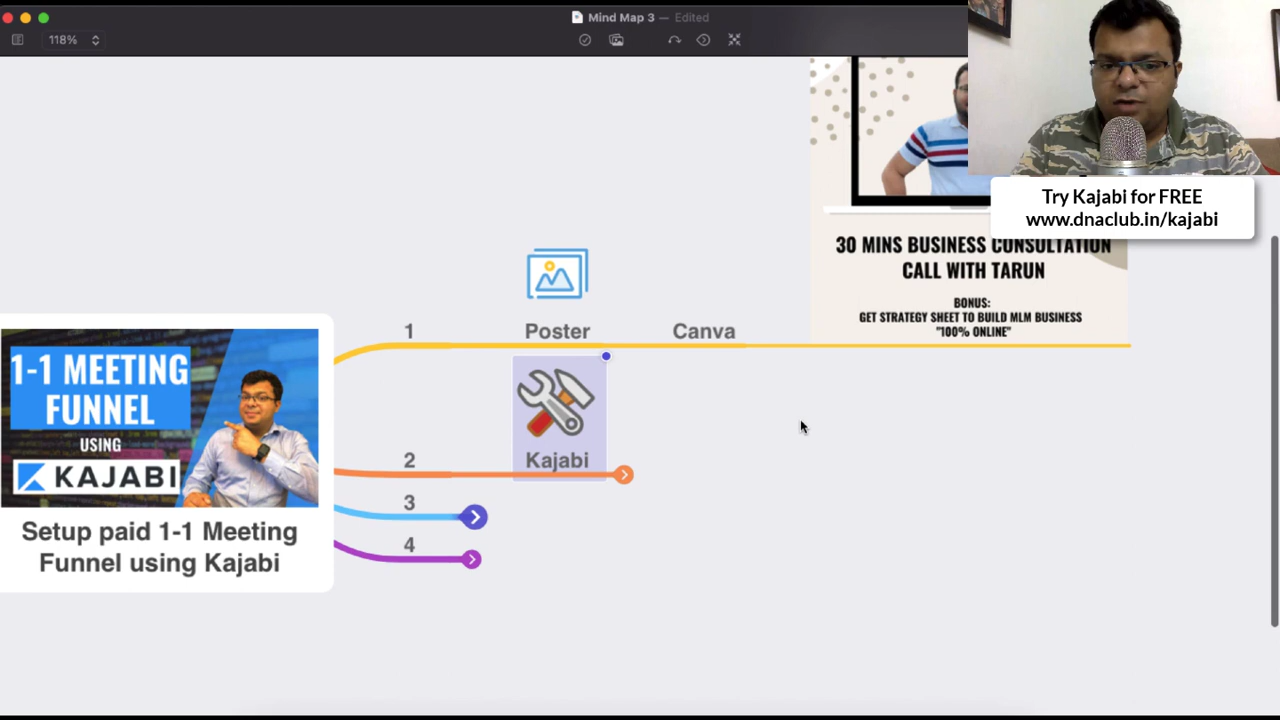 Mind Map 3 — Edited
118%
Try Kajabi for FREE
www.dnaclub.in/kajabi
30 MINS BUSINESS CONSULTATION
CALL WITH TARUN
BONUS:
GET STRATEGY SHEET TO BUILD MLM BUSINESS
"100% ONLINE"
1
Poster
Canva
1-1 MEETING
FUNNEL
USING
KAJABI
2
Kajabi
3
4
Setup paid 1-1 Meeting
Funnel using Kajabi